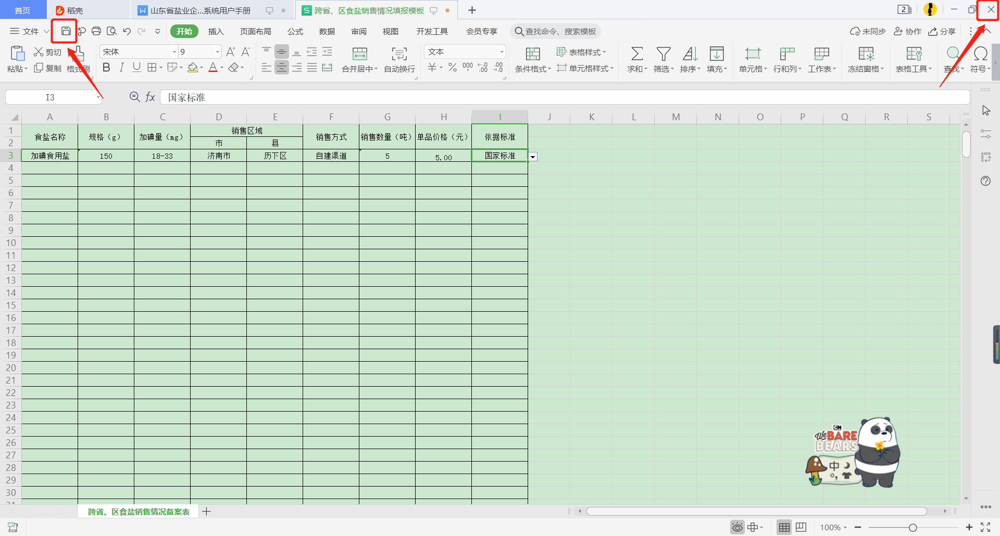 首页 稻壳 山东省盐业企...系统用户手册 跨省、区食盐销售情况填报模板 2
文件 开始 插入 页面布局 公式 数据 审阅 视图 开发工具 会员专享 查找命令、搜索模板 未同步 协作 分享
粘贴 剪切 复制 格式刷 宋体 9 合并居中 自动换行 文本 条件格式 表格样式 单元格样式 求和 筛选 排序 填充 单元格 行和列 工作表 冻结窗格 表格工具 查找 符号
I3 fx 国家标准
A B C D E F G H I J K L M N O P Q R S
1 食盐名称 规格（g） 加碘量（mg） 销售区域 销售方式 销售数量（吨） 单品价格（元） 依据标准
2 市 县
3 加碘食用盐 150 18-33 济南市 历下区 自建渠道 5 5.00 国家标准
4
5
6
7
8
9
10
11
12
13
14
15
16
17
18
19
20
21
22
23
24
25
26
27
28
29
30
CN
We BARE BEARS
中
跨省、区食盐销售情况备案表
100%